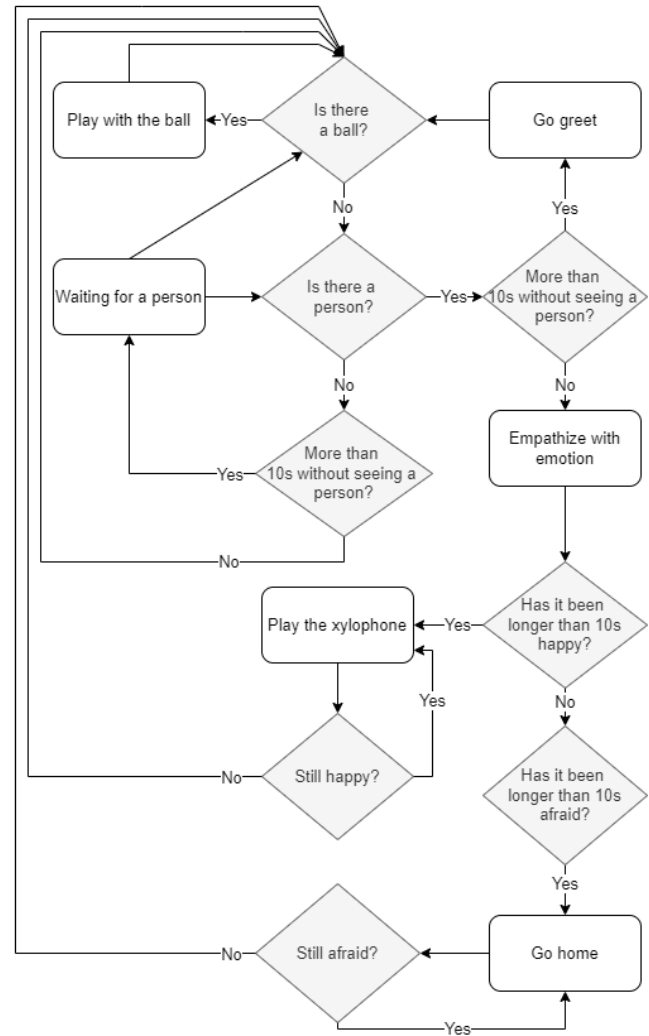 Play with the ball
Yes
Is there
a ball?
Go greet
No
Yes
Waiting for a person
Is there a
person?
Yes
More than
10s without seeing a
person?
No
No
Yes
More than
10s without seeing a
person?
Empathize with
emotion
No
Play the xylophone
Yes
Has it been
longer than 10s
happy?
Yes
No
No
Still happy?
Has it been
longer than 10s
afraid?
Yes
No
Still afraid?
Go home
Yes